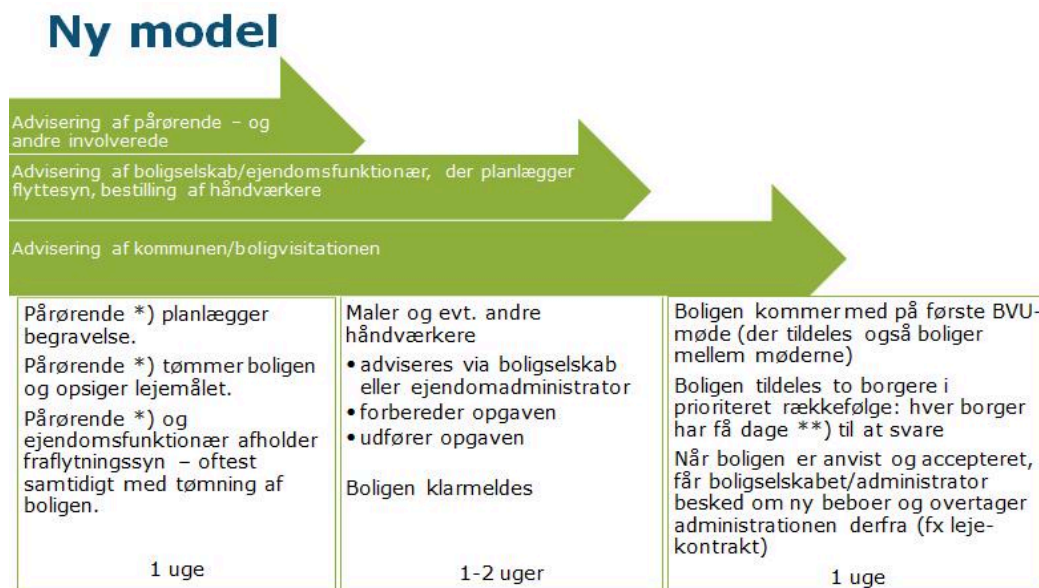 Ny model
Advisering af pårørende – og
andre involverede
Advisering af boligselskab/ejendomsfunktionær, der planlægger
flyttesyn, bestilling af håndværkere
Advisering af kommunen/boligvisitationen
Pårørende *) planlægger
begravelse.
Pårørende *) tømmer boligen
og opsiger lejemålet.
Pårørende *) og
ejendomsfunktionær afholder
fraflytningssyn – oftest
samtidigt med tømning af
boligen.
1 uge
Maler og evt. andre
håndværkere
• adviseres via boligselskab
eller ejendomadministrator
• forbereder opgaven
• udfører opgaven
Boligen klarmeldes
1-2 uger
Boligen kommer med på første BVU-
møde (der tildeles også boliger
mellem møderne)
Boligen tildeles to borgere i
prioriteret rækkefølge: hver borger
har få dage **) til at svare
Når boligen er anvist og accepteret,
får boligselskabet/administrator
besked om ny beboer og overtager
administrationen derfra (fx leje-
kontrakt)
1 uge